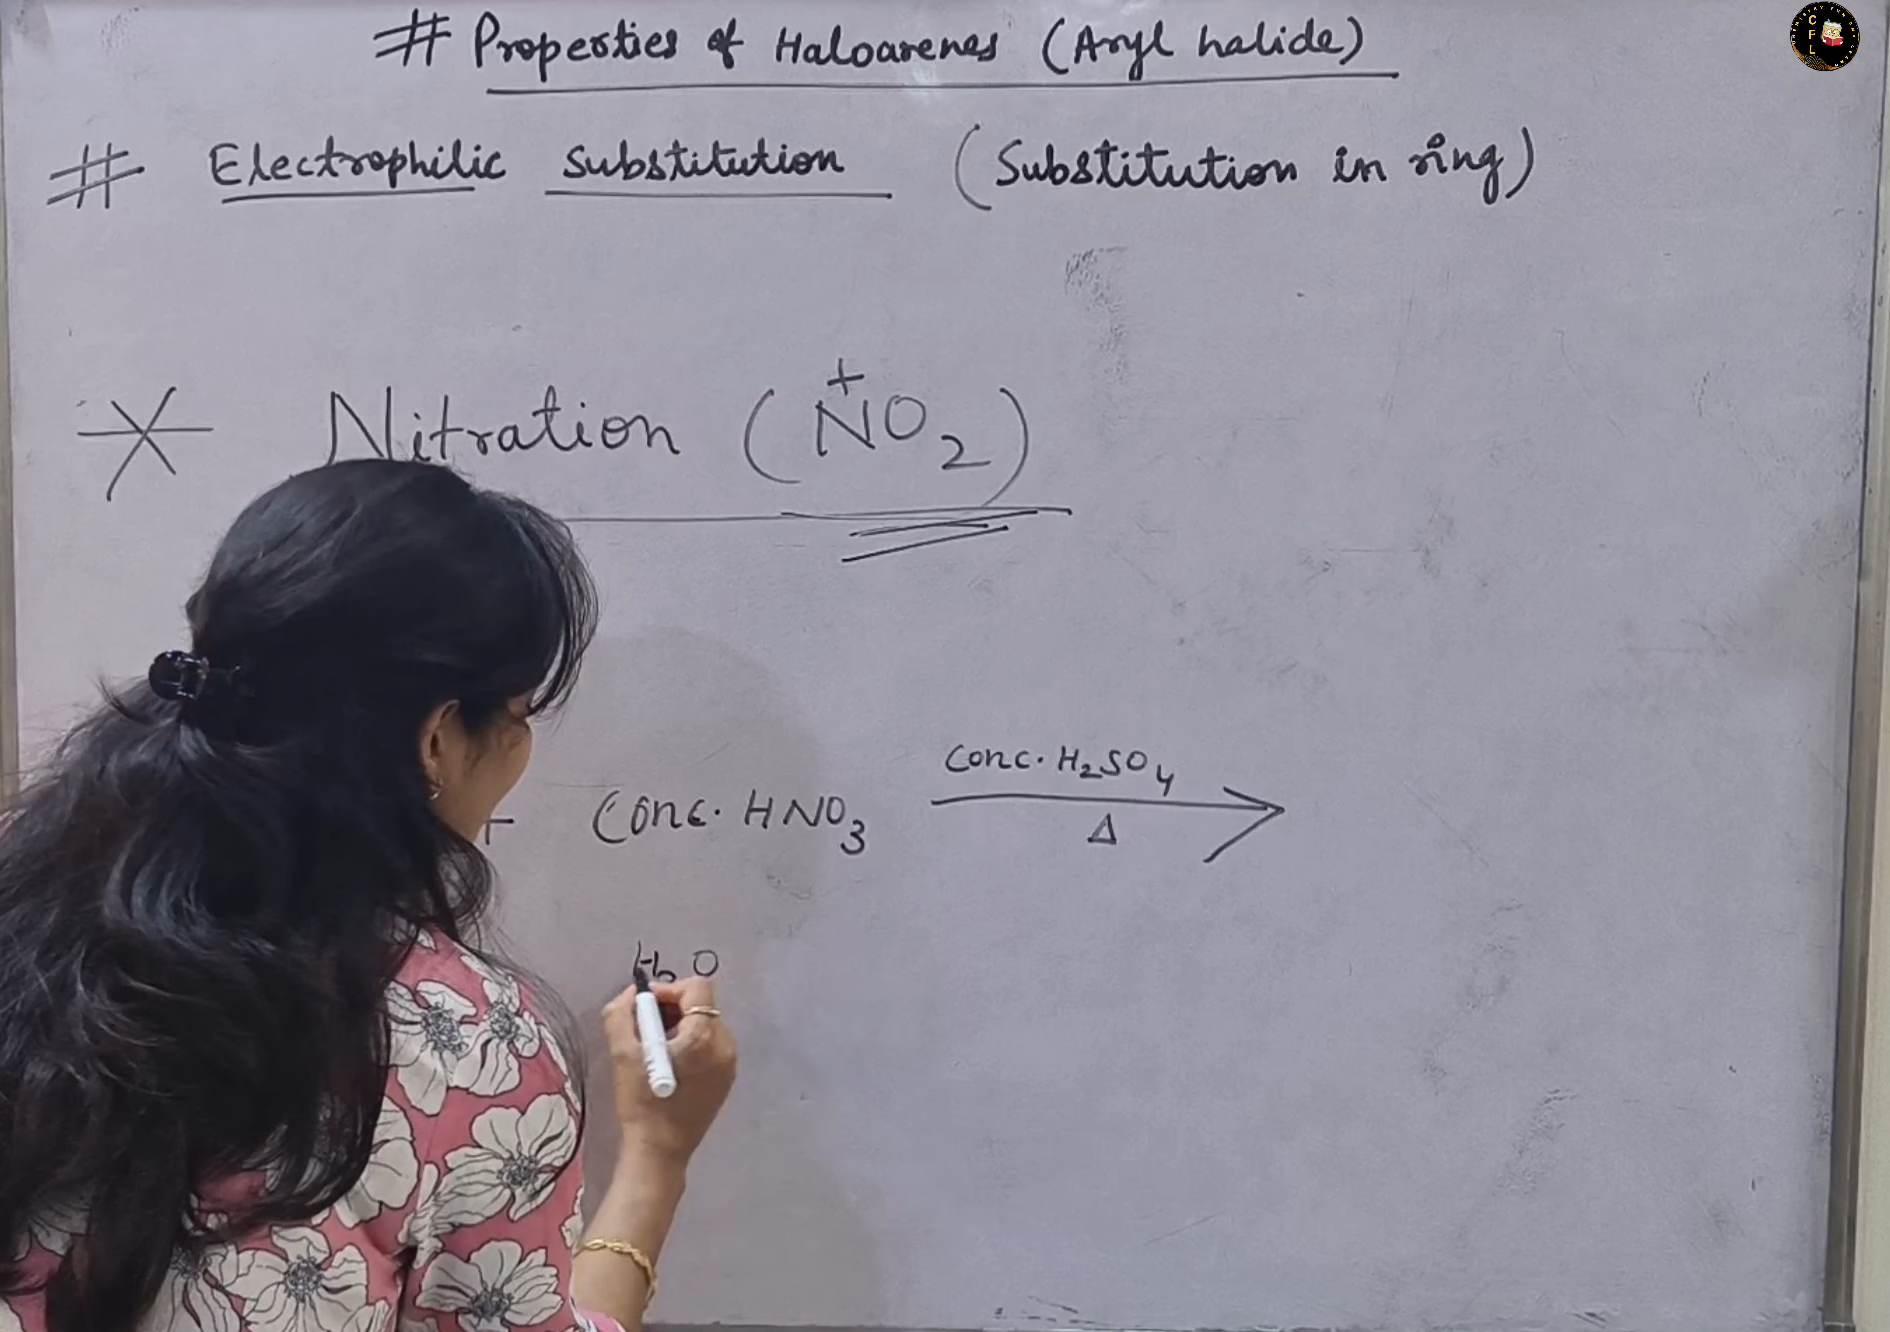 # Properties of Haloarenes (Aryl halide)
# Electrophilic Substitution (Substitution in ring)
Nitration (N⁺O₂)
+ Conc. HNO₃ Conc. H₂SO₄
Δ